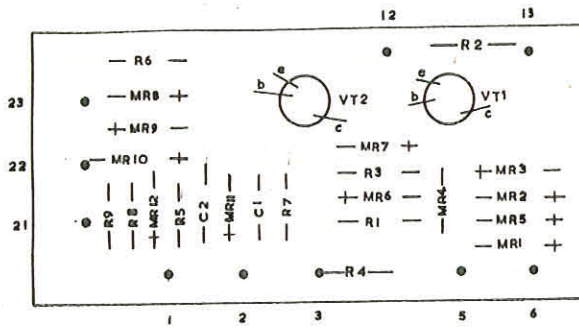 12 13
R2
R6
e e
b VT2 b VT1
23 MR8 +
c c
+ MR9
MR7 +
22 MR10 +
R3 + MR3
+ MR6 MR2 +
21 R9 R8 MR12 + R5 C2 MR11 + C1 R7 R1 MR4 MR5 +
MR1 +
R4
1 2 3 5 6